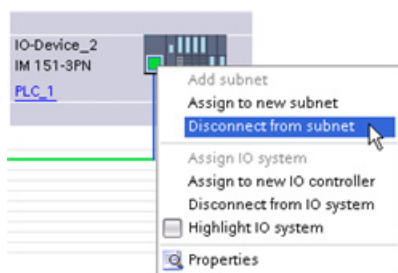 IO-Device_2
IM 151-3PN
PLC_1
Add subnet
Assign to new subnet
Disconnect from subnet
Assign IO system
Assign to new IO controller
Disconnect from IO system
Highlight IO system
Properties